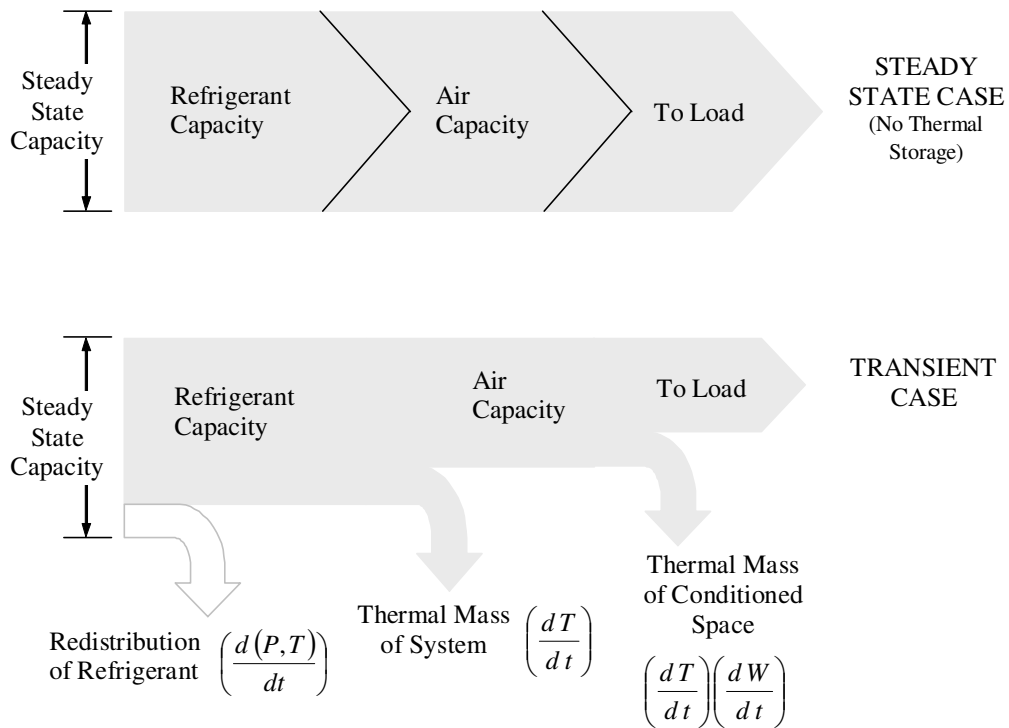 Steady
State
Capacity
Refrigerant
Capacity
Air
Capacity
To Load
STEADY
STATE CASE
(No Thermal
Storage)
Steady
State
Capacity
Refrigerant
Capacity
Air
Capacity
To Load
TRANSIENT
CASE
Redistribution
of Refrigerant (d(P,T)/dt)
Thermal Mass
of System (dT/dt)
Thermal Mass
of Conditioned
Space
(dT/dt)(dW/dt)